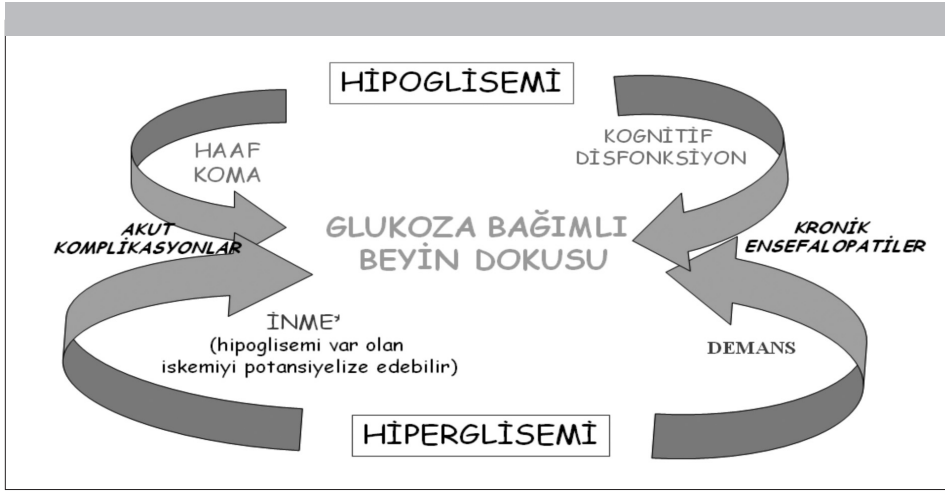 HİPOGLİSEMİ
HAAF
KOMA
KOGNİTİF
DİSFONKSİYON
AKUT
KOMPLİKASYONLAR
GLUKOZA BAĞIMLI
BEYİN DOKUSU
KRONİK
ENSEFALOPATİLER
İNME*
(hipoglisemi var olan
iskemiyi potansiyelize edebilir)
DEMANS
HİPERGLİSEMİ